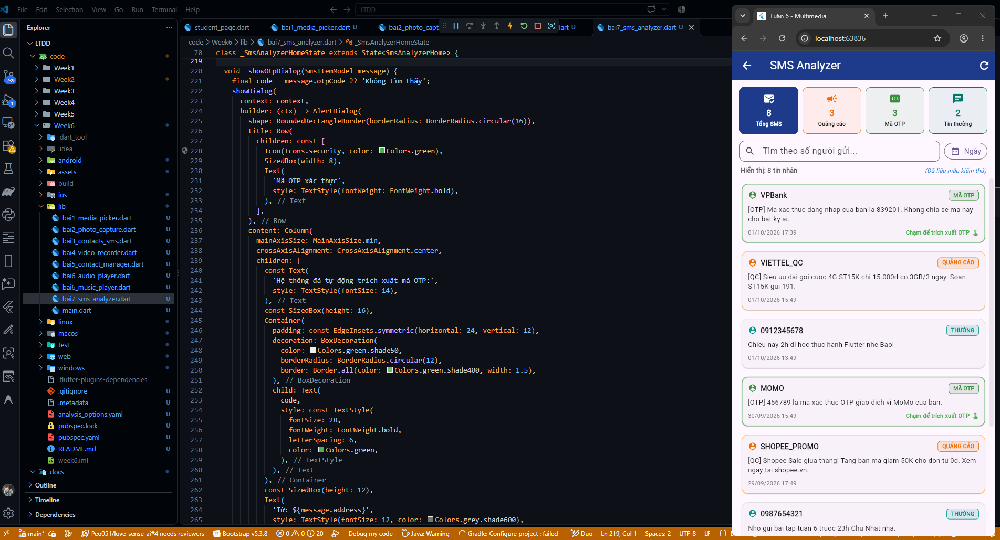 File Edit Selection View Go Run Terminal Help
LTDD
Explorer
LTDD
code
Week1
Week2
Week3
Week4
Week5
Week6
.dart_tool
.idea
android
assets
build
ios
lib
bai1_media_picker.dart U
bai2_photo_capture.dart U
bai3_contacts_sms.dart U
bai4_video_recorder.dart U
bai5_contact_manager.dart U
bai6_audio_player.dart U
bai6_music_player.dart U
bai7_sms_analyzer.dart U
main.dart U
linux
macos
test
web
windows
.flutter-plugins-dependencies
.gitignore U
.metadata U
analysis_options.yaml U
pubspec.lock U
pubspec.yaml U
README.md U
week6.iml
docs
Outline
Timeline
Dependencies
239
1
student_page.dart
bai1_media_picker.dart U
bai2_photo_capt
dart U
bai7_sms_analyzer.dart U
code > Week6 > lib > bai7_sms_analyzer.dart > _SmsAnalyzerHomeState
70 class _SmsAnalyzerHomeState extends State<SmsAnalyzerHome> {
219
220 void _showOtpDialog(SmsItemModel message) {
221 final code = message.otpCode ?? 'Không tìm thấy';
222 showDialog(
223 context: context,
224 builder: (ctx) => AlertDialog(
225 shape: RoundedRectangleBorder(borderRadius: BorderRadius.circular(16)),
226 title: Row(
227 children: const [
228 Icon(Icons.security, color: Colors.green),
229 SizedBox(width: 8),
230 Text(
231 'Mã OTP xác thực',
232 style: TextStyle(fontWeight: FontWeight.bold),
233 ), // Text
234 ],
235 ), // Row
236 content: Column(
237 mainAxisSize: MainAxisSize.min,
238 crossAxisAlignment: CrossAxisAlignment.center,
239 children: [
240 const Text(
241 'Hệ thống đã tự động trích xuất mã OTP:',
242 style: TextStyle(fontSize: 14),
243 ), // Text
244 const SizedBox(height: 16),
245 Container(
246 padding: const EdgeInsets.symmetric(horizontal: 24, vertical: 12),
247 decoration: BoxDecoration(
248 color: Colors.green.shade50,
249 borderRadius: BorderRadius.circular(12),
250 border: Border.all(color: Colors.green.shade400, width: 1.5),
251 ), // BoxDecoration
252 child: Text(
253 code,
254 style: const TextStyle(
255 fontSize: 28,
256 fontWeight: FontWeight.bold,
257 letterSpacing: 6,
258 color: Colors.green,
259 ), // TextStyle
260 ), // Text
261 ), // Container
262 const SizedBox(height: 12),
263 Text(
264 'Từ: ${message.address}',
265 style: TextStyle(fontSize: 12, color: Colors.grey.shade600),
Tuần 6 - Multimedia
localhost:63836
SMS Analyzer
8
Tổng SMS
3
Quảng cáo
123
3
Mã OTP
2
Tin thường
Tìm theo số người gửi...
Ngày
Hiển thị: 8 tin nhắn
(Dữ liệu mẫu kiểm thử)
VPBank
MÃ OTP
[OTP] Ma xac thuc dang nhap cua ban la 839201. Khong chia se ma nay
cho bat ky ai.
01/10/2026 17:39
Chạm để trích xuất OTP
VIETTEL_QC
QUẢNG CÁO
[QC] Sieu uu dai goi cuoc 4G ST15K chi 15.000d co 3GB/3 ngay. Soan
ST15K gui 191.
01/10/2026 15:49
0912345678
THƯỜNG
Chieu nay 2h di hoc thuc hanh Flutter nhe Bao!
01/10/2026 13:49
MOMO
MÃ OTP
[OTP] 456789 la ma xac thuc OTP giao dich vi MoMo cua ban.
30/09/2026 15:49
Chạm để trích xuất OTP
SHOPEE_PROMO
QUẢNG CÁO
[QC] Shopee Sale giua thang! Tang ban ma giam 50K cho don tu 0d. Xem
ngay tai shopee.vn.
29/09/2026 17:49
0987654321
THƯỜNG
Nho gui bai tap tuan 6 truoc 23h Chu Nhat nha.
main* Peo051/love-sense-ai#4 needs reviewers Bootstrap v5.3.8 0 0 20 Debug my code Java: Warning Gradle: Configure project : failed Duo Ln 219, Col 1 Spaces: 2 UTF-8 LF { }